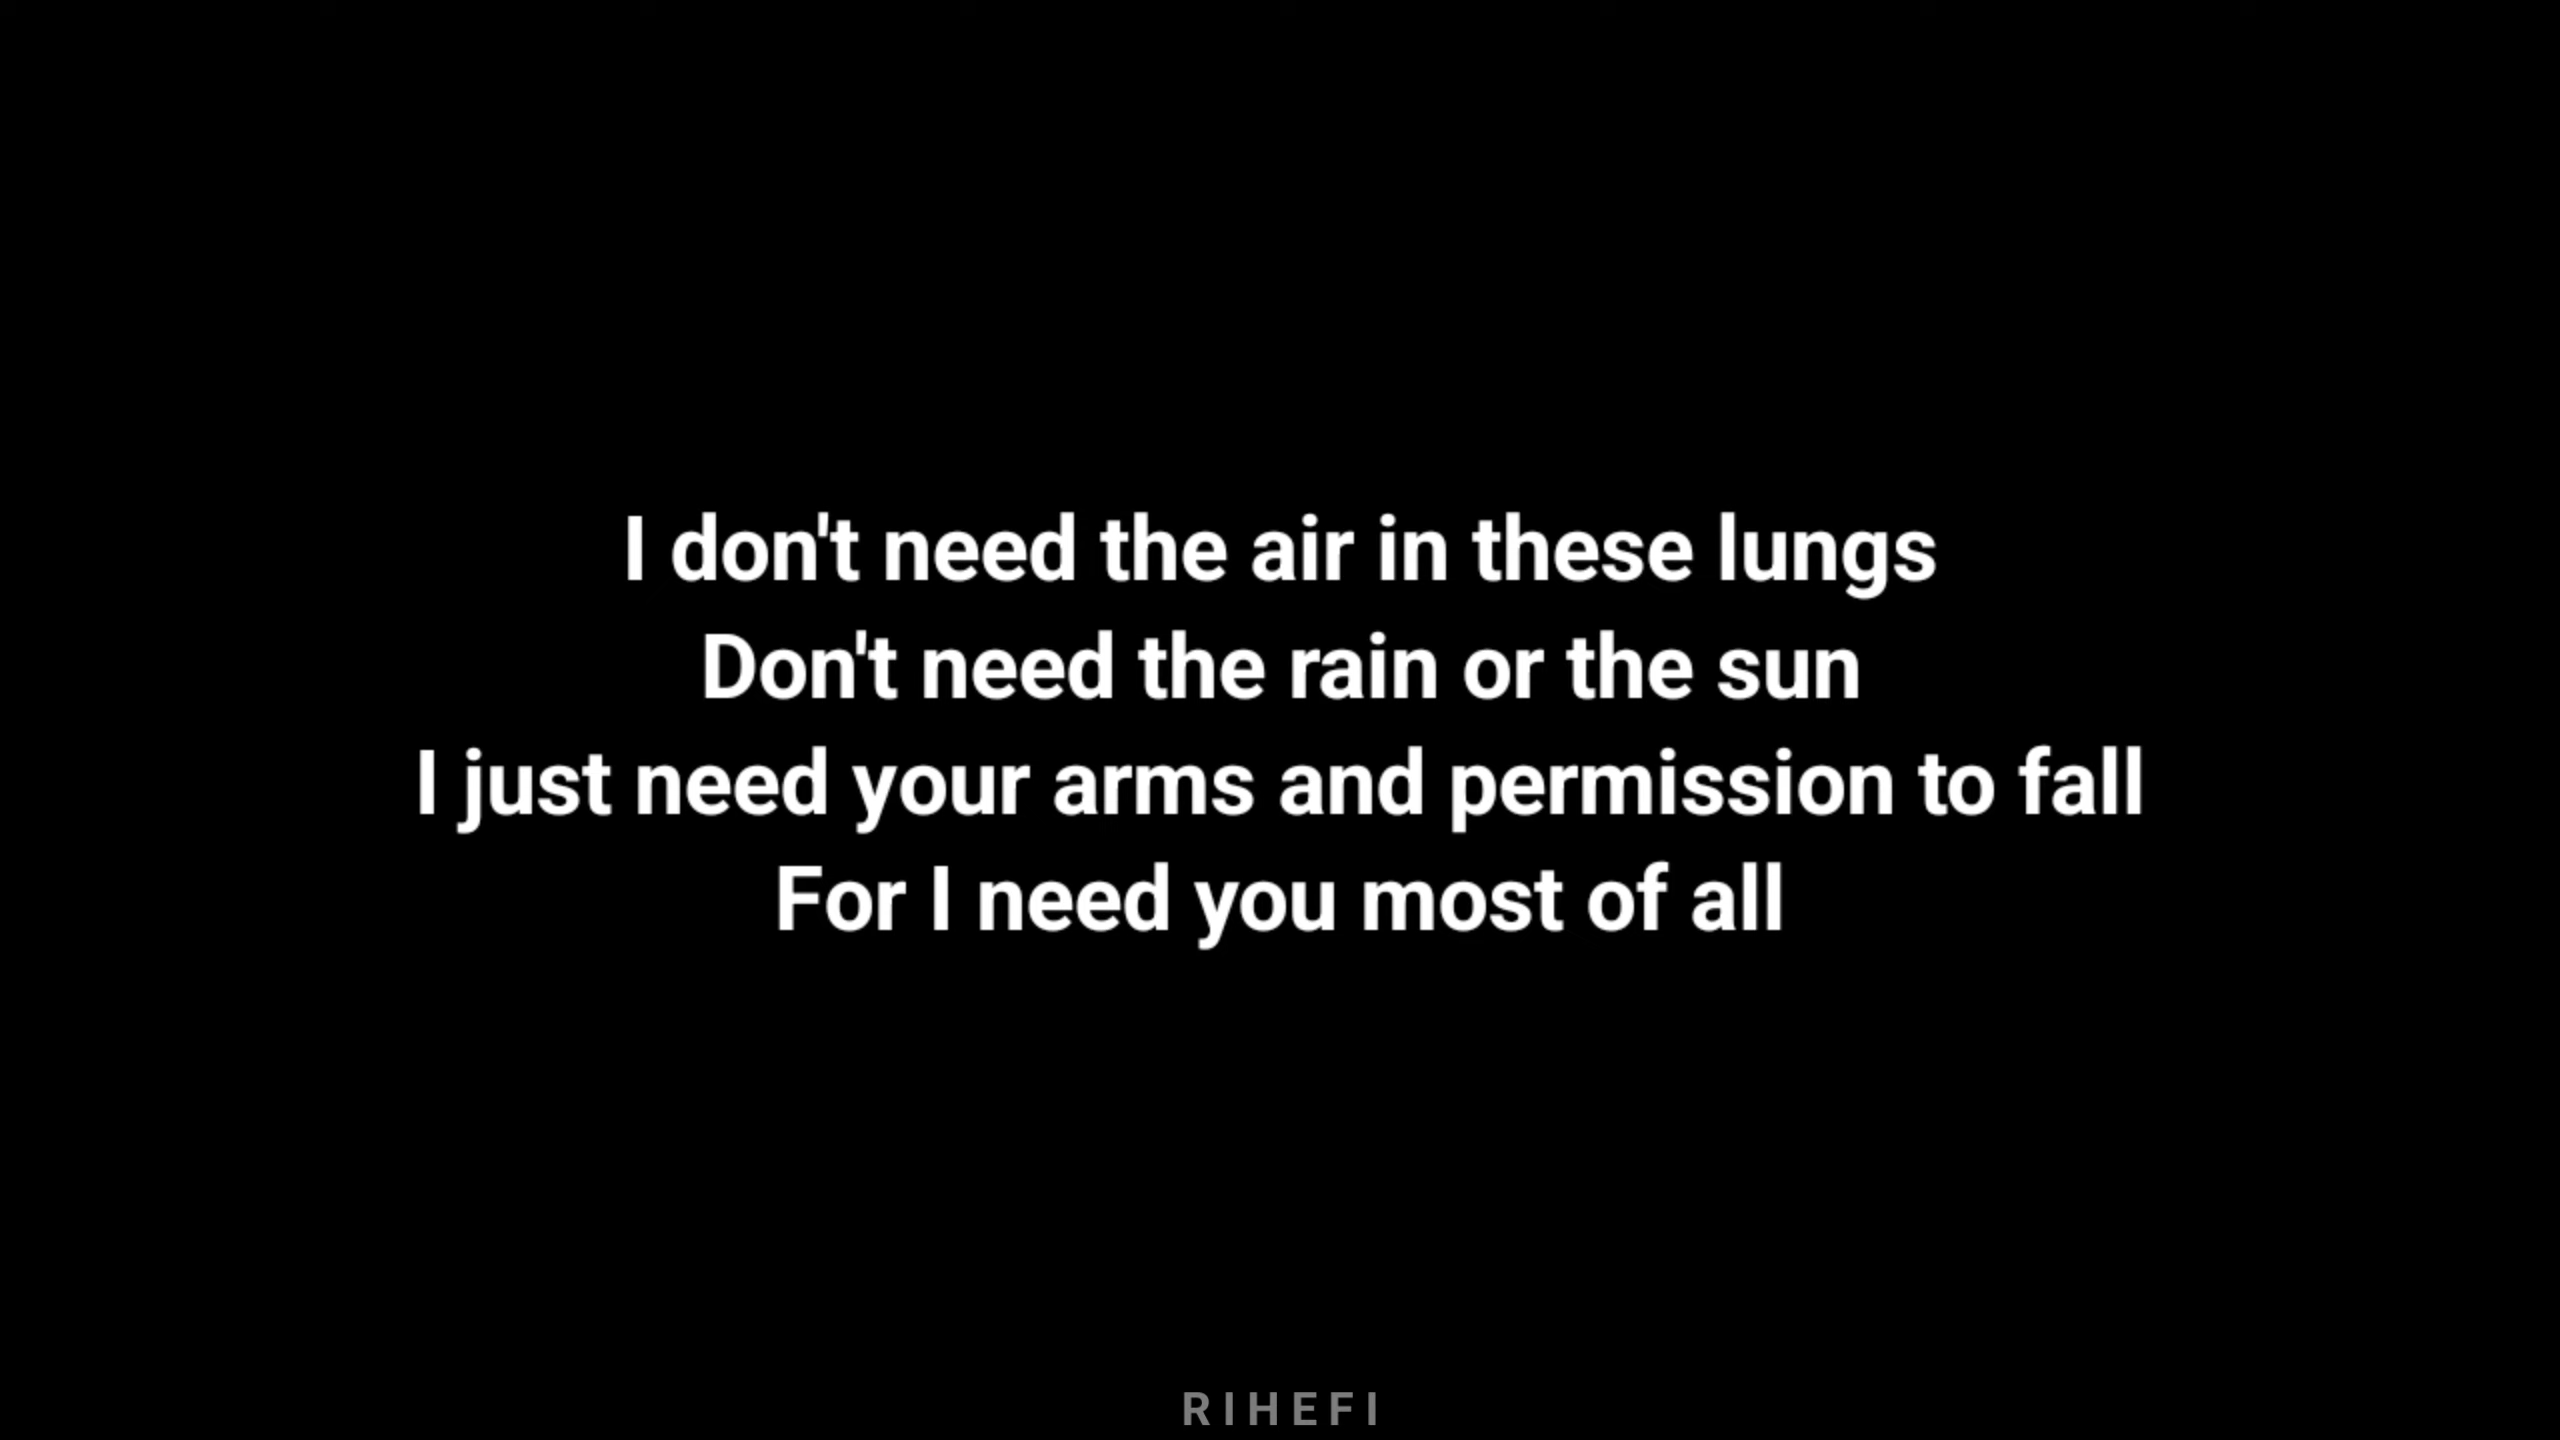 I don't need the air in these lungs
Don't need the rain or the sun
I just need your arms and permission to fall
For I need you most of all
RIHEFI